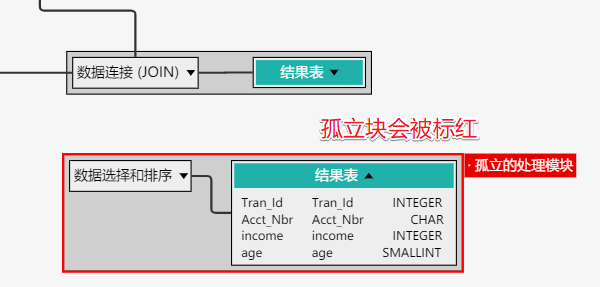 数据连接 (JOIN) ▼ 结果表 ▼
孤立块会被标红
数据选择和排序 ▼ 结果表 ▲
· 孤立的处理模块
Tran_Id Tran_Id INTEGER
Acct_Nbr Acct_Nbr CHAR
income income INTEGER
age age SMALLINT